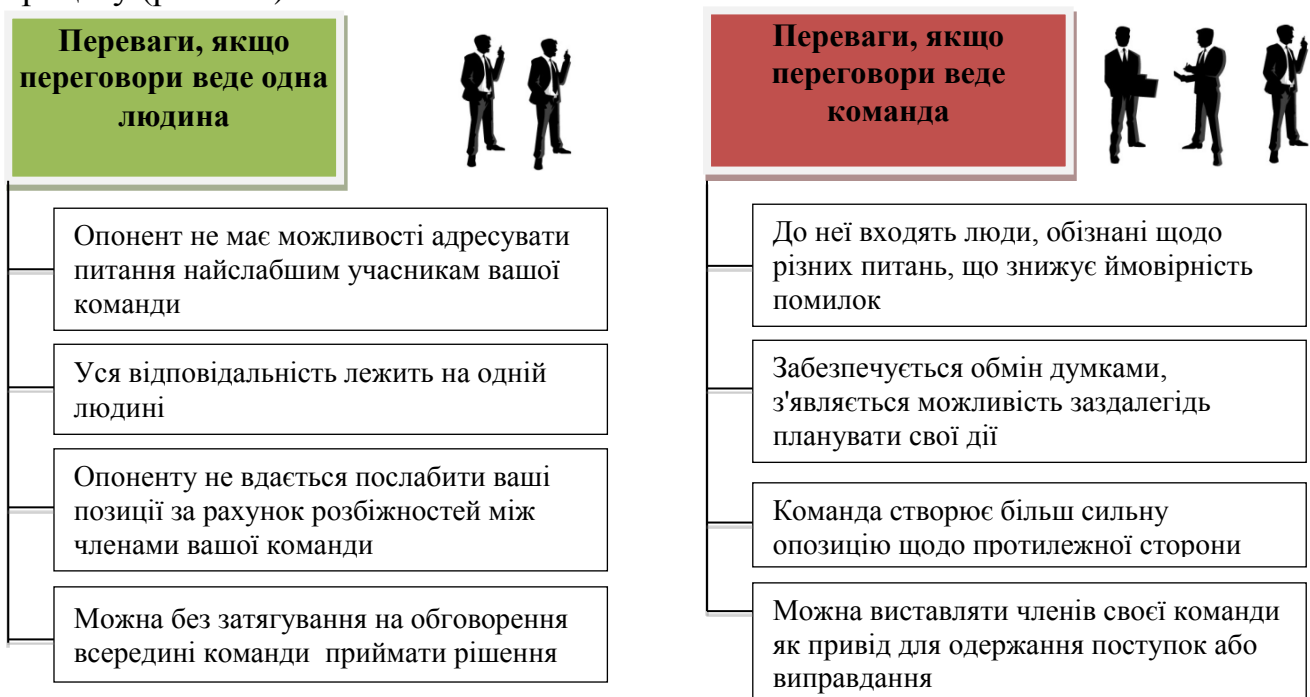 Переваги, якщо
переговори веде одна
людина
Опонент не має можливості адресувати
питання найслабшим учасникам вашої
команди
Уся відповідальність лежить на одній
людині
Опоненту не вдається послабити ваші
позиції за рахунок розбіжностей між
членами вашої команди
Можна без затягування на обговорення
всередині команди приймати рішення
Переваги, якщо
переговори веде
команда
До неї входять люди, обізнані щодо
різних питань, що знижує ймовірність
помилок
Забезпечується обмін думками,
з'являється можливість заздалегідь
планувати свої дії
Команда створює більш сильну
опозицію щодо протилежної сторони
Можна виставляти членів своєї команди
як привід для одержання поступок або
виправдання